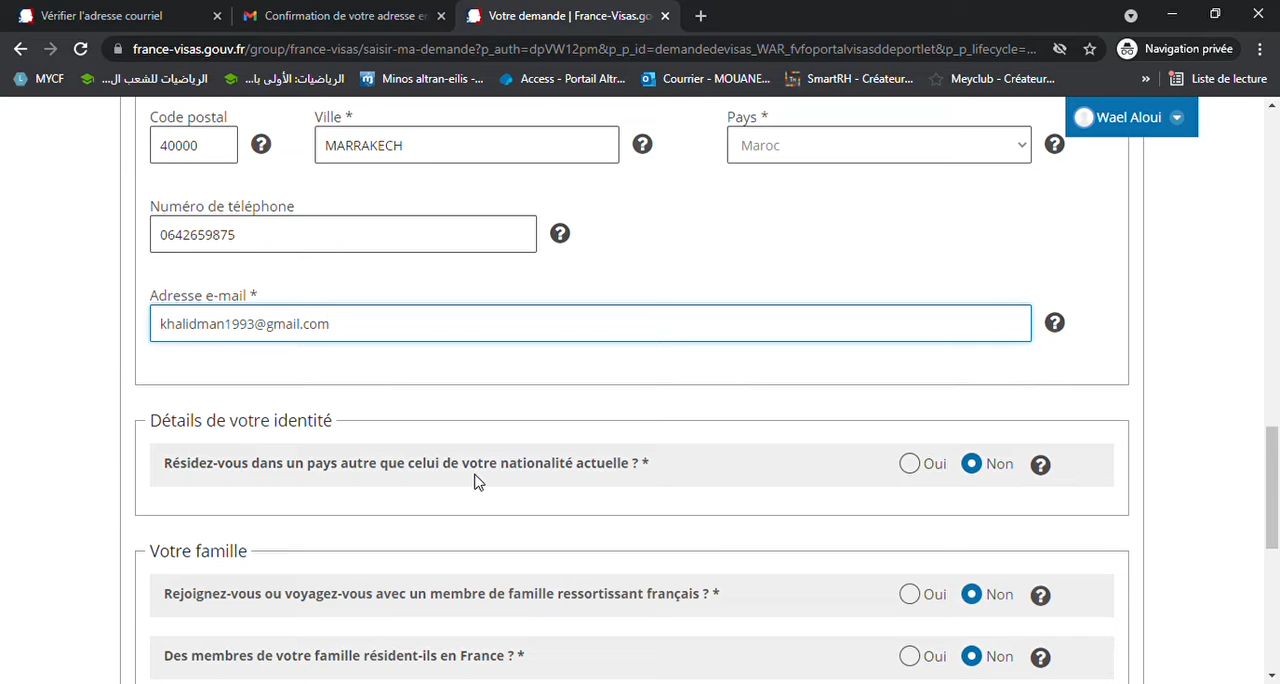 Vérifier l'adresse courriel
Confirmation de votre adresse e
Votre demande | France-Visas.go
france-visas.gouv.fr/group/france-visas/saisir-ma-demande?p_auth=dpVW12pm&p_p_id=demandedevisas_WAR_fvfoportalvisasddeportlet&p_p_lifecycle=...
Navigation privée
MYCF
الرياضيات للشعب ال...
الرياضيات: الأولى با...
Minos altran-eilis -...
Access - Portail Altr...
Courrier - MOUANE...
SmartRH - Créateur...
Meyclub - Créateur...
»
Liste de lecture
Wael Aloui
Code postal
Ville *
Pays *
40000
MARRAKECH
Maroc
Numéro de téléphone
0642659875
Adresse e-mail *
khalidman1993@gmail.com
Détails de votre identité
Résidez-vous dans un pays autre que celui de votre nationalité actuelle ? *
Oui
Non
Votre famille
Rejoignez-vous ou voyagez-vous avec un membre de famille ressortissant français ? *
Oui
Non
Des membres de votre famille résident-ils en France ? *
Oui
Non